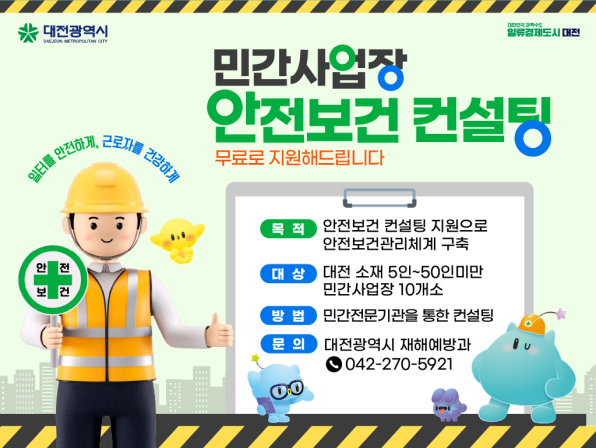 대전광역시
DAEJEON METROPOLITAN CITY
대한민국 과학수도
일류경제도시 대전
민간사업장
안전보건 컨설팅
무료로 지원해드립니다
일터를 안전하게, 근로자를 건강하게
안전
보건
목 적 안전보건 컨설팅 지원으로
안전보건관리체계 구축
대 상 대전 소재 5인~50인미만
민간사업장 10개소
방 법 민간전문기관을 통한 컨설팅
문 의 대전광역시 재해예방과
042-270-5921